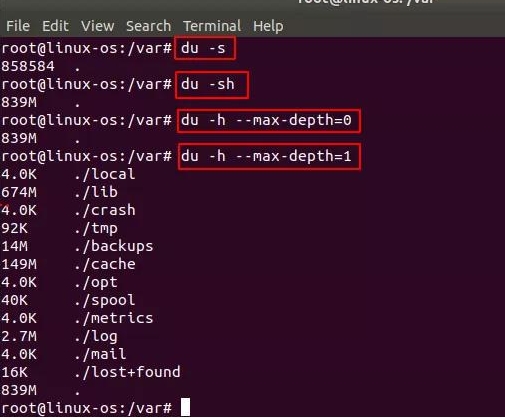 root@linux-os: /var
File Edit View Search Terminal Help
root@linux-os:/var# du -s
858584 .
root@linux-os:/var# du -sh
839M .
root@linux-os:/var# du -h --max-depth=0
839M .
root@linux-os:/var# du -h --max-depth=1
4.0K ./local
674M ./lib
4.0K ./crash
92K ./tmp
14M ./backups
149M ./cache
4.0K ./opt
40K ./spool
4.0K ./metrics
2.7M ./log
4.0K ./mail
16K ./lost+found
839M .
root@linux-os:/var#